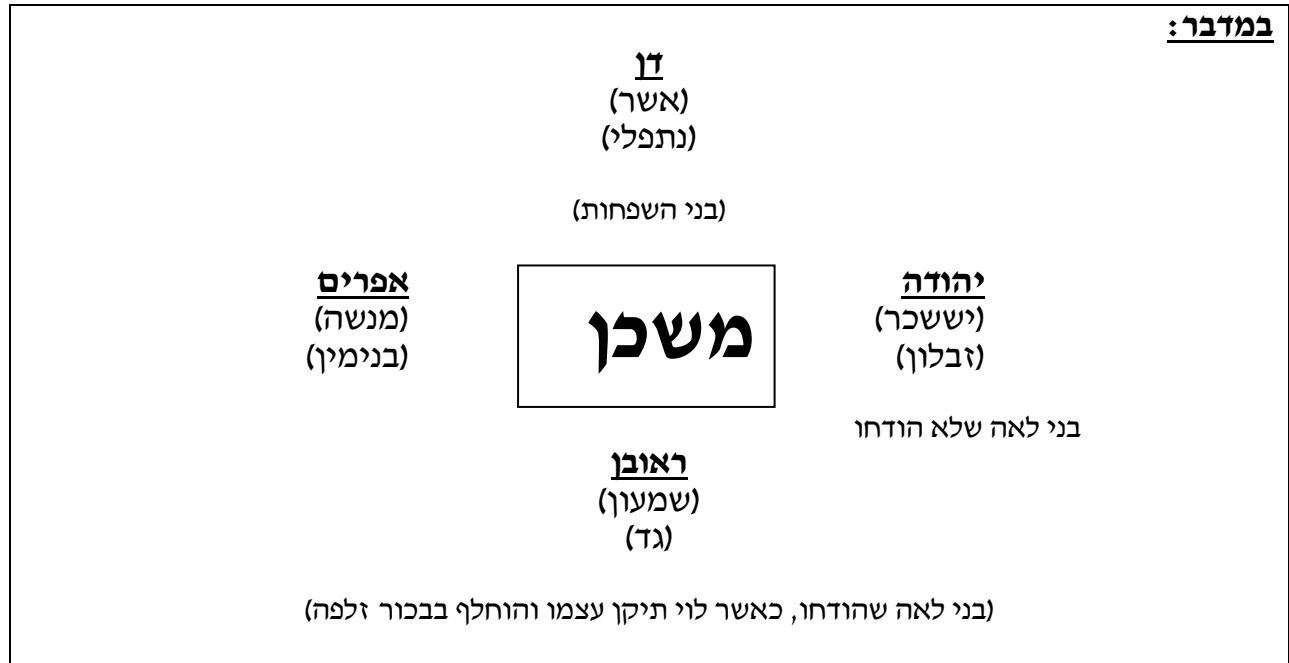 במדבר:
דן
(אשר)
(נתפלי)
(בני השפחות)
יהודה
(יששכר)
(זבלון)
בני לאה שלא הודחו
משכן
אפרים
(מנשה)
(בנימין)
ראובן
(שמעון)
(גד)
(בני לאה שהודחו, כאשר לוי תיקן עצמו והוחלף בבכור זלפה)